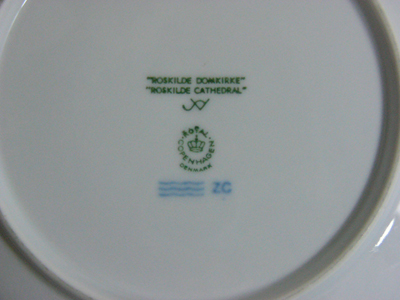 "ROSKILDE DOMKIRKE"
"ROSKILDE CATHEDRAL"
ROYAL
COPENHAGEN
DENMARK
ZC